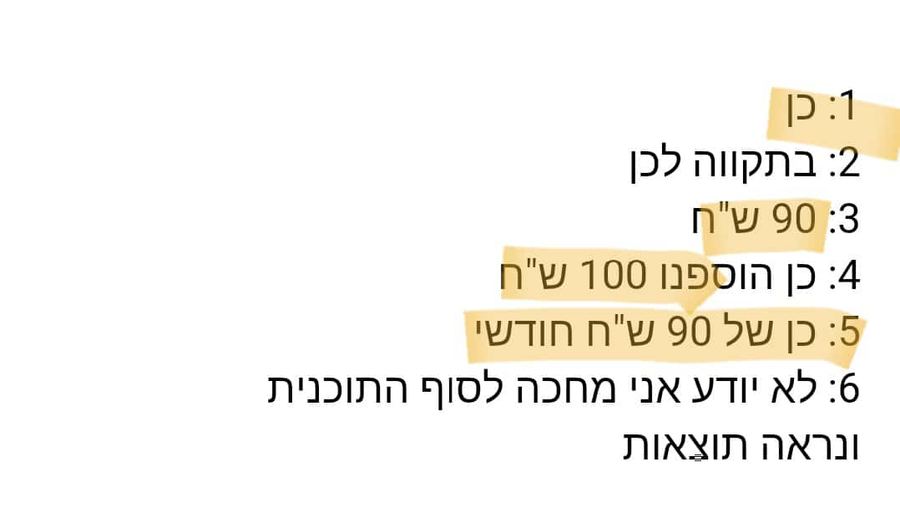 1: כן
2: בתקווה לכן
3: 90 ש"ח
4: כן הוספנו 100 ש"ח
5: כן של 90 ש"ח חודשי
6: לא יודע אני מחכה לסוף התוכנית
ונראה תוצאות